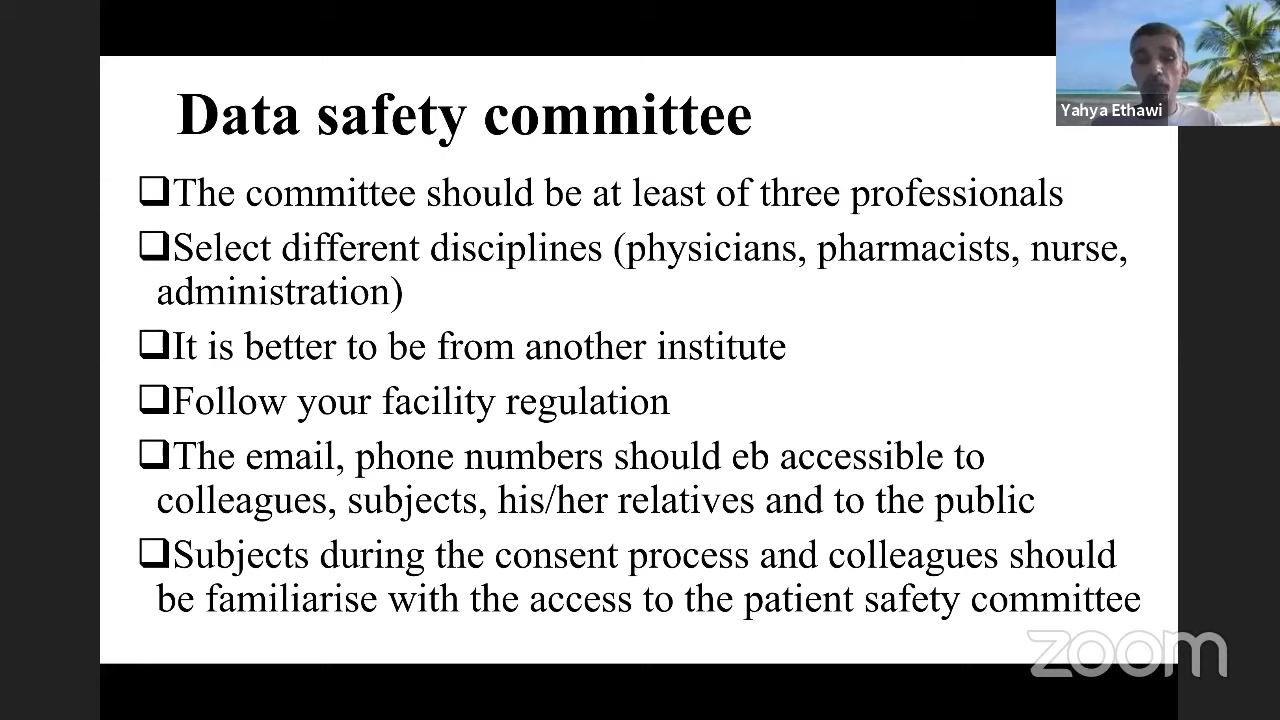 Data safety committee
❑The committee should be at least of three professionals
❑Select different disciplines (physicians, pharmacists, nurse,
administration)
❑It is better to be from another institute
❑Follow your facility regulation
❑The email, phone numbers should eb accessible to
colleagues, subjects, his/her relatives and to the public
❑Subjects during the consent process and colleagues should
be familiarise with the access to the patient safety committee
Yahya Ethawi
zoom